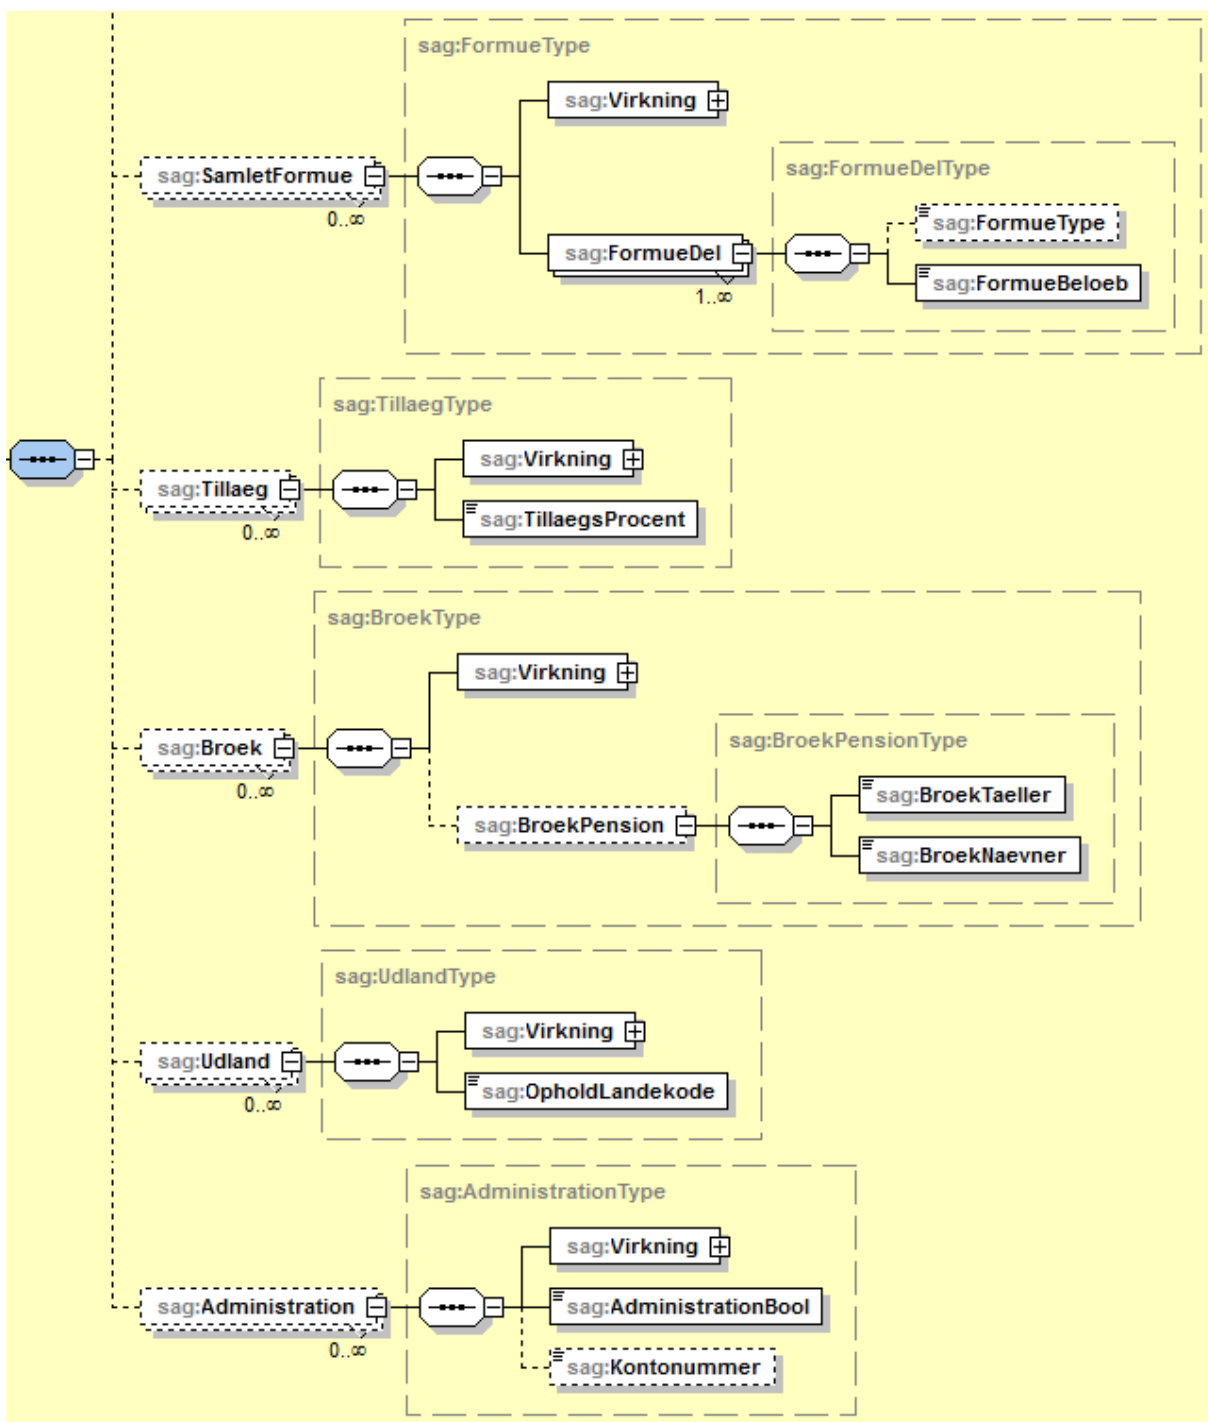 sag:FormueType
sag:Virkning
sag:FormueDelType
sag:SamletFormue
0..∞
sag:FormueType
sag:FormueDel
1..∞
sag:FormueBeloeb
sag:TillaegType
sag:Virkning
sag:Tillaeg
0..∞
sag:TillaegsProcent
sag:BroekType
sag:Virkning
sag:BroekPensionType
sag:Broek
0..∞
sag:BroekTaeller
sag:BroekPension
sag:BroekNaevner
sag:UdlandType
sag:Virkning
sag:Udland
0..∞
sag:OpholdLandekode
sag:AdministrationType
sag:Virkning
sag:Administration
0..∞
sag:AdministrationBool
sag:Kontonummer